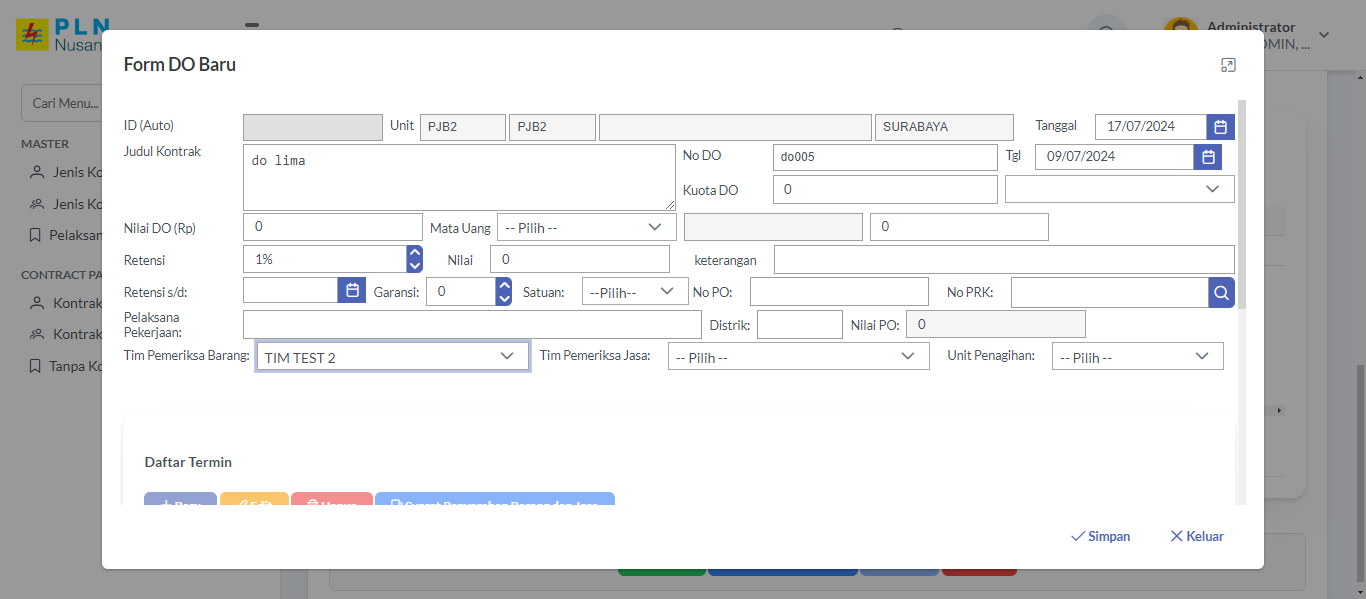 PLN
Nusan
Administrator
DMIN, ...
Form DO Baru
Cari Menu...
MASTER
Jenis Ko
Jenis Ko
Pelaksan
CONTRACT PA
Kontrak
Kontrak
Tanpa Ko
ID (Auto) Unit PJB2 PJB2 SURABAYA Tanggal 17/07/2024
Judul Kontrak do lima No DO do005 Tgl 09/07/2024
Kuota DO 0
Nilai DO (Rp) 0 Mata Uang -- Pilih -- 0
Retensi 1% Nilai 0 keterangan
Retensi s/d: Garansi: 0 Satuan: --Pilih-- No PO: No PRK:
Pelaksana
Pekerjaan: Distrik: Nilai PO: 0
Tim Pemeriksa Barang: TIM TEST 2 Tim Pemeriksa Jasa: -- Pilih -- Unit Penagihan: -- Pilih --
Daftar Termin
Simpan Keluar